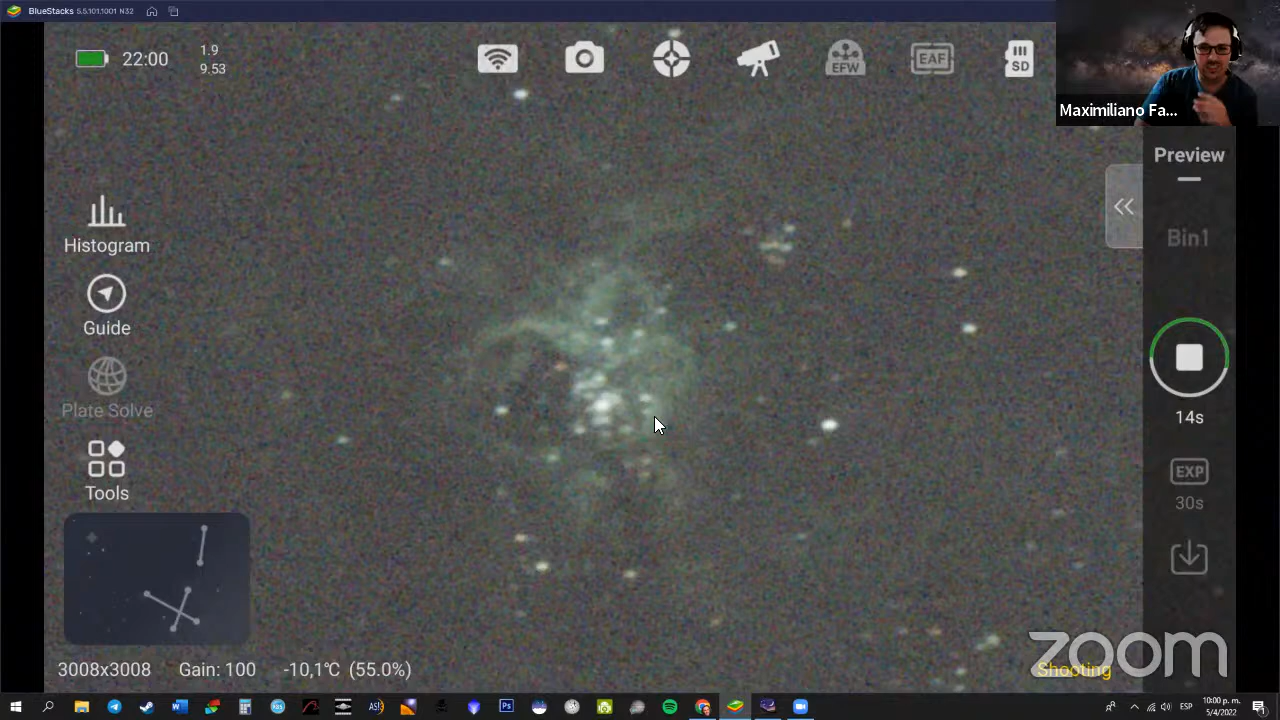 BlueStacks 5.5.101.1001 N32
22:00
1.9
9.53
EFW
EAF
SD
Maximiliano Fa...
Preview
Histogram
Bin1
Guide
Plate Solve
14s
Tools
EXP
30s
3008x3008 Gain: 100 -10,1℃ (55.0%)
Shooting
zoom
ESP
10:00 p. m.
5/4/2022